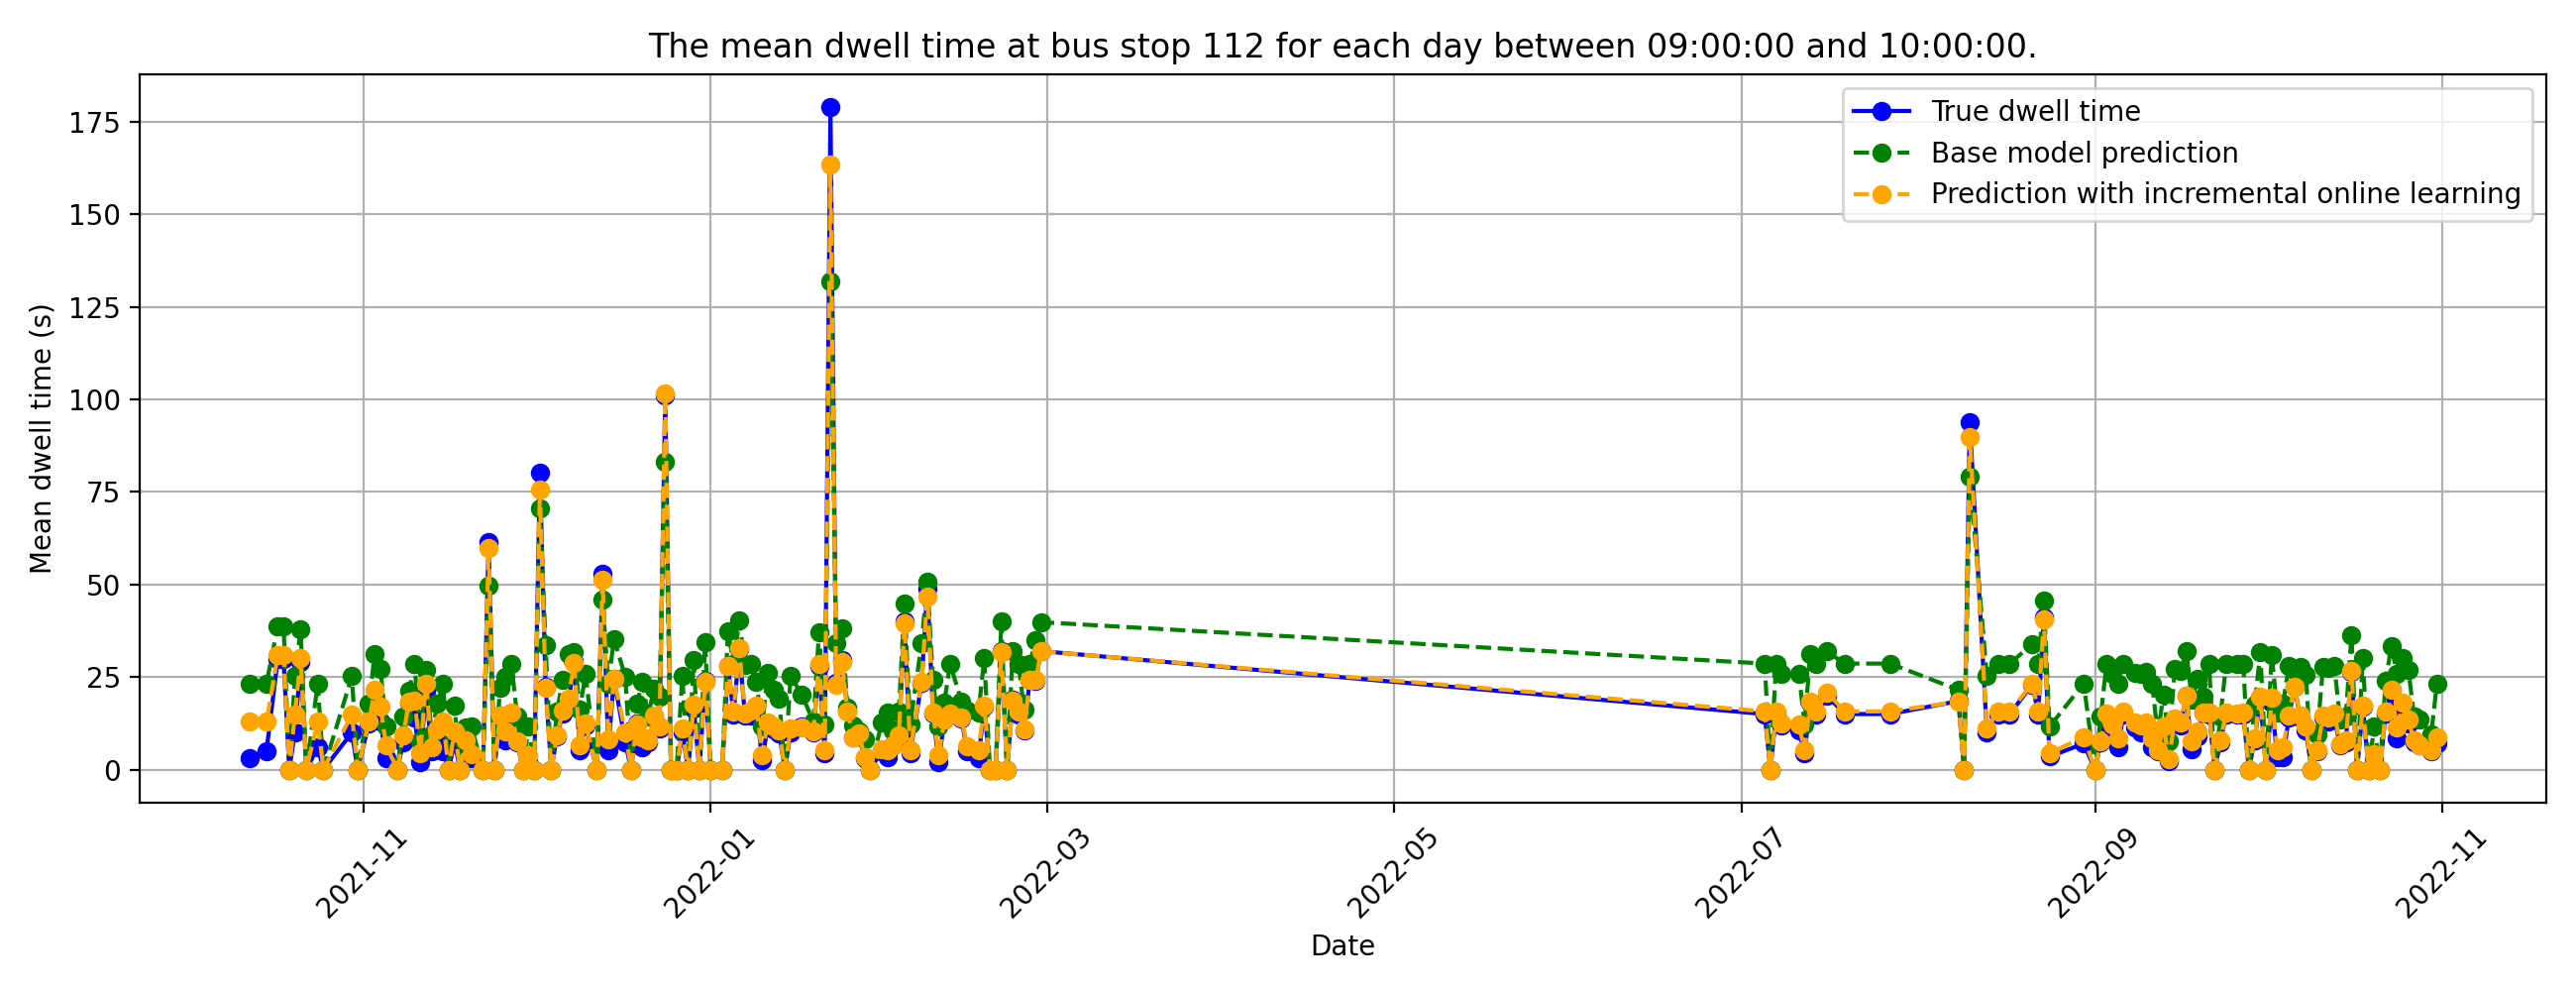 The mean dwell time at bus stop 112 for each day between 09:00:00 and 10:00:00.
True dwell time
Base model prediction
Prediction with incremental online learning
Mean dwell time (s)
175
150
125
100
75
50
25
0
2021-11
2022-01
2022-03
2022-05
2022-07
2022-09
2022-11
Date